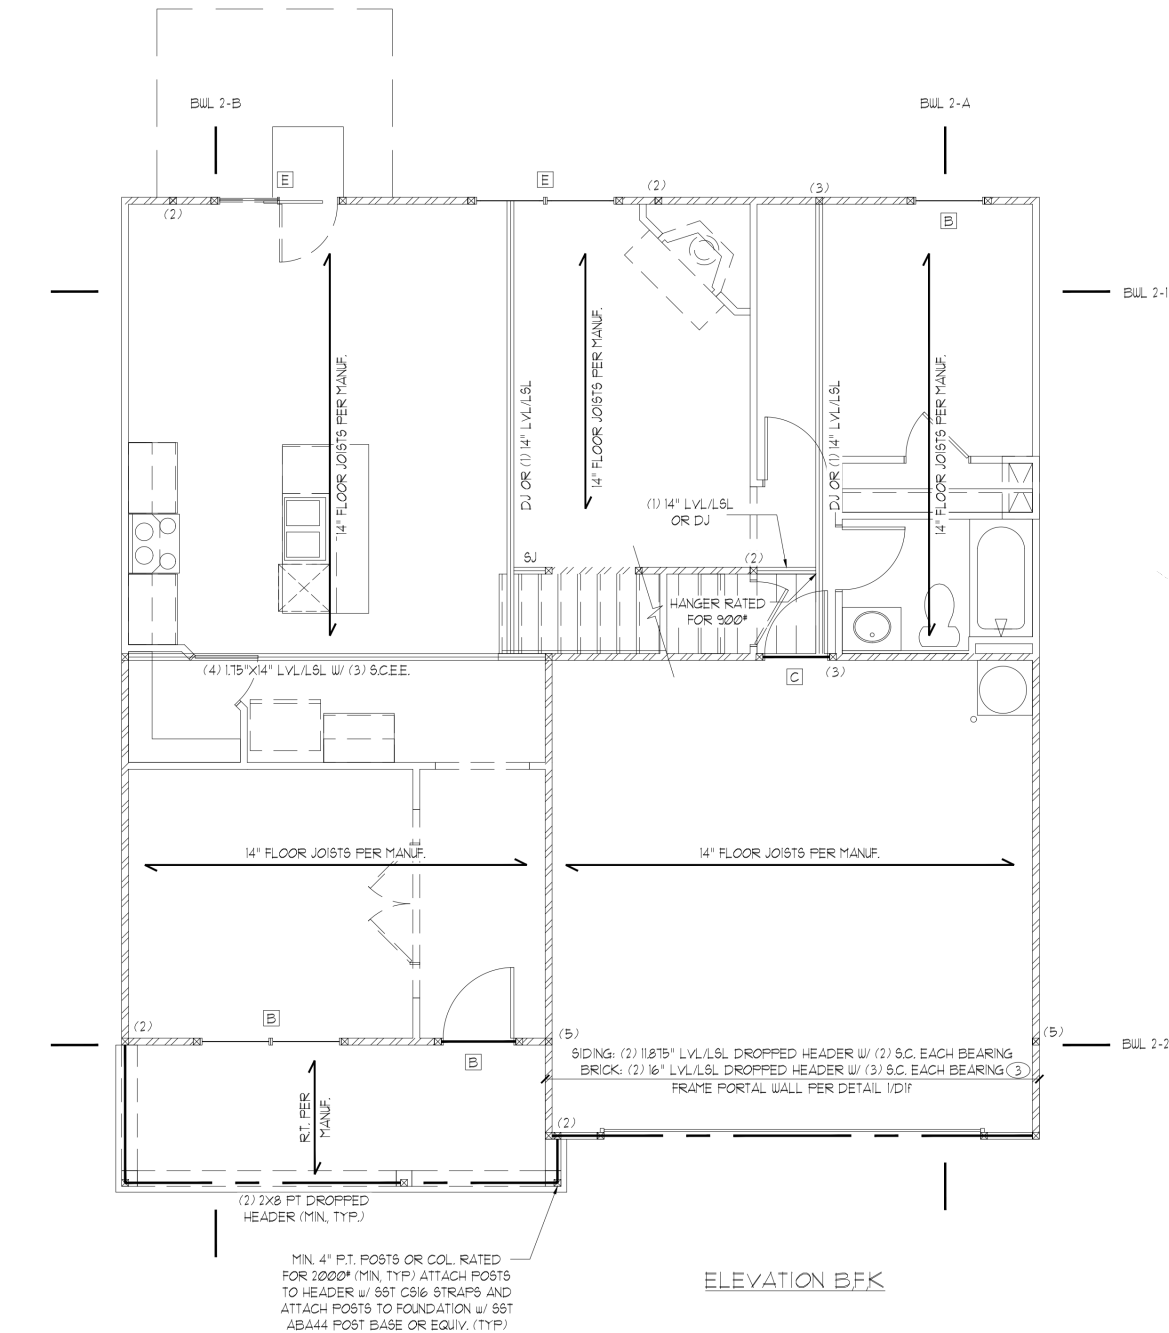 BWL 2-B
BWL 2-A
E
E
(2)
(3)
(2)
B
BWL 2-1
14" FLOOR JOISTS PER MANUF.
DJ OR (1) 14" LVL/LSL
14" FLOOR JOISTS PER MANUF.
DJ OR (1) 14" LVL/LSL
14" FLOOR JOISTS PER MANUF.
(1) 14" LVL/LSL
OR DJ
SJ
(2)
HANGER RATED
FOR 900#
(4) 1.75"X14" LVL/LSL W/ (3) S.C.E.E.
C
(3)
14" FLOOR JOISTS PER MANUF.
14" FLOOR JOISTS PER MANUF.
(2)
B
B
(5)
(5)
BWL 2-2
SIDING: (2) 11.875" LVL/LSL DROPPED HEADER W/ (2) S.C. EACH BEARING
BRICK: (2) 16" LVL/LSL DROPPED HEADER W/ (3) S.C. EACH BEARING
3
FRAME PORTAL WALL PER DETAIL 1/D1f
R.T. PER
MANUF.
(2)
(2) 2X8 PT DROPPED
HEADER (MIN., TYP.)
MIN. 4" P.T. POSTS OR COL. RATED
FOR 2000# (MIN, TYP) ATTACH POSTS
TO HEADER w/ SST CS16 STRAPS AND
ATTACH POSTS TO FOUNDATION w/ SST
ABA44 POST BASE OR EQUIV. (TYP)
ELEVATION B,F,K